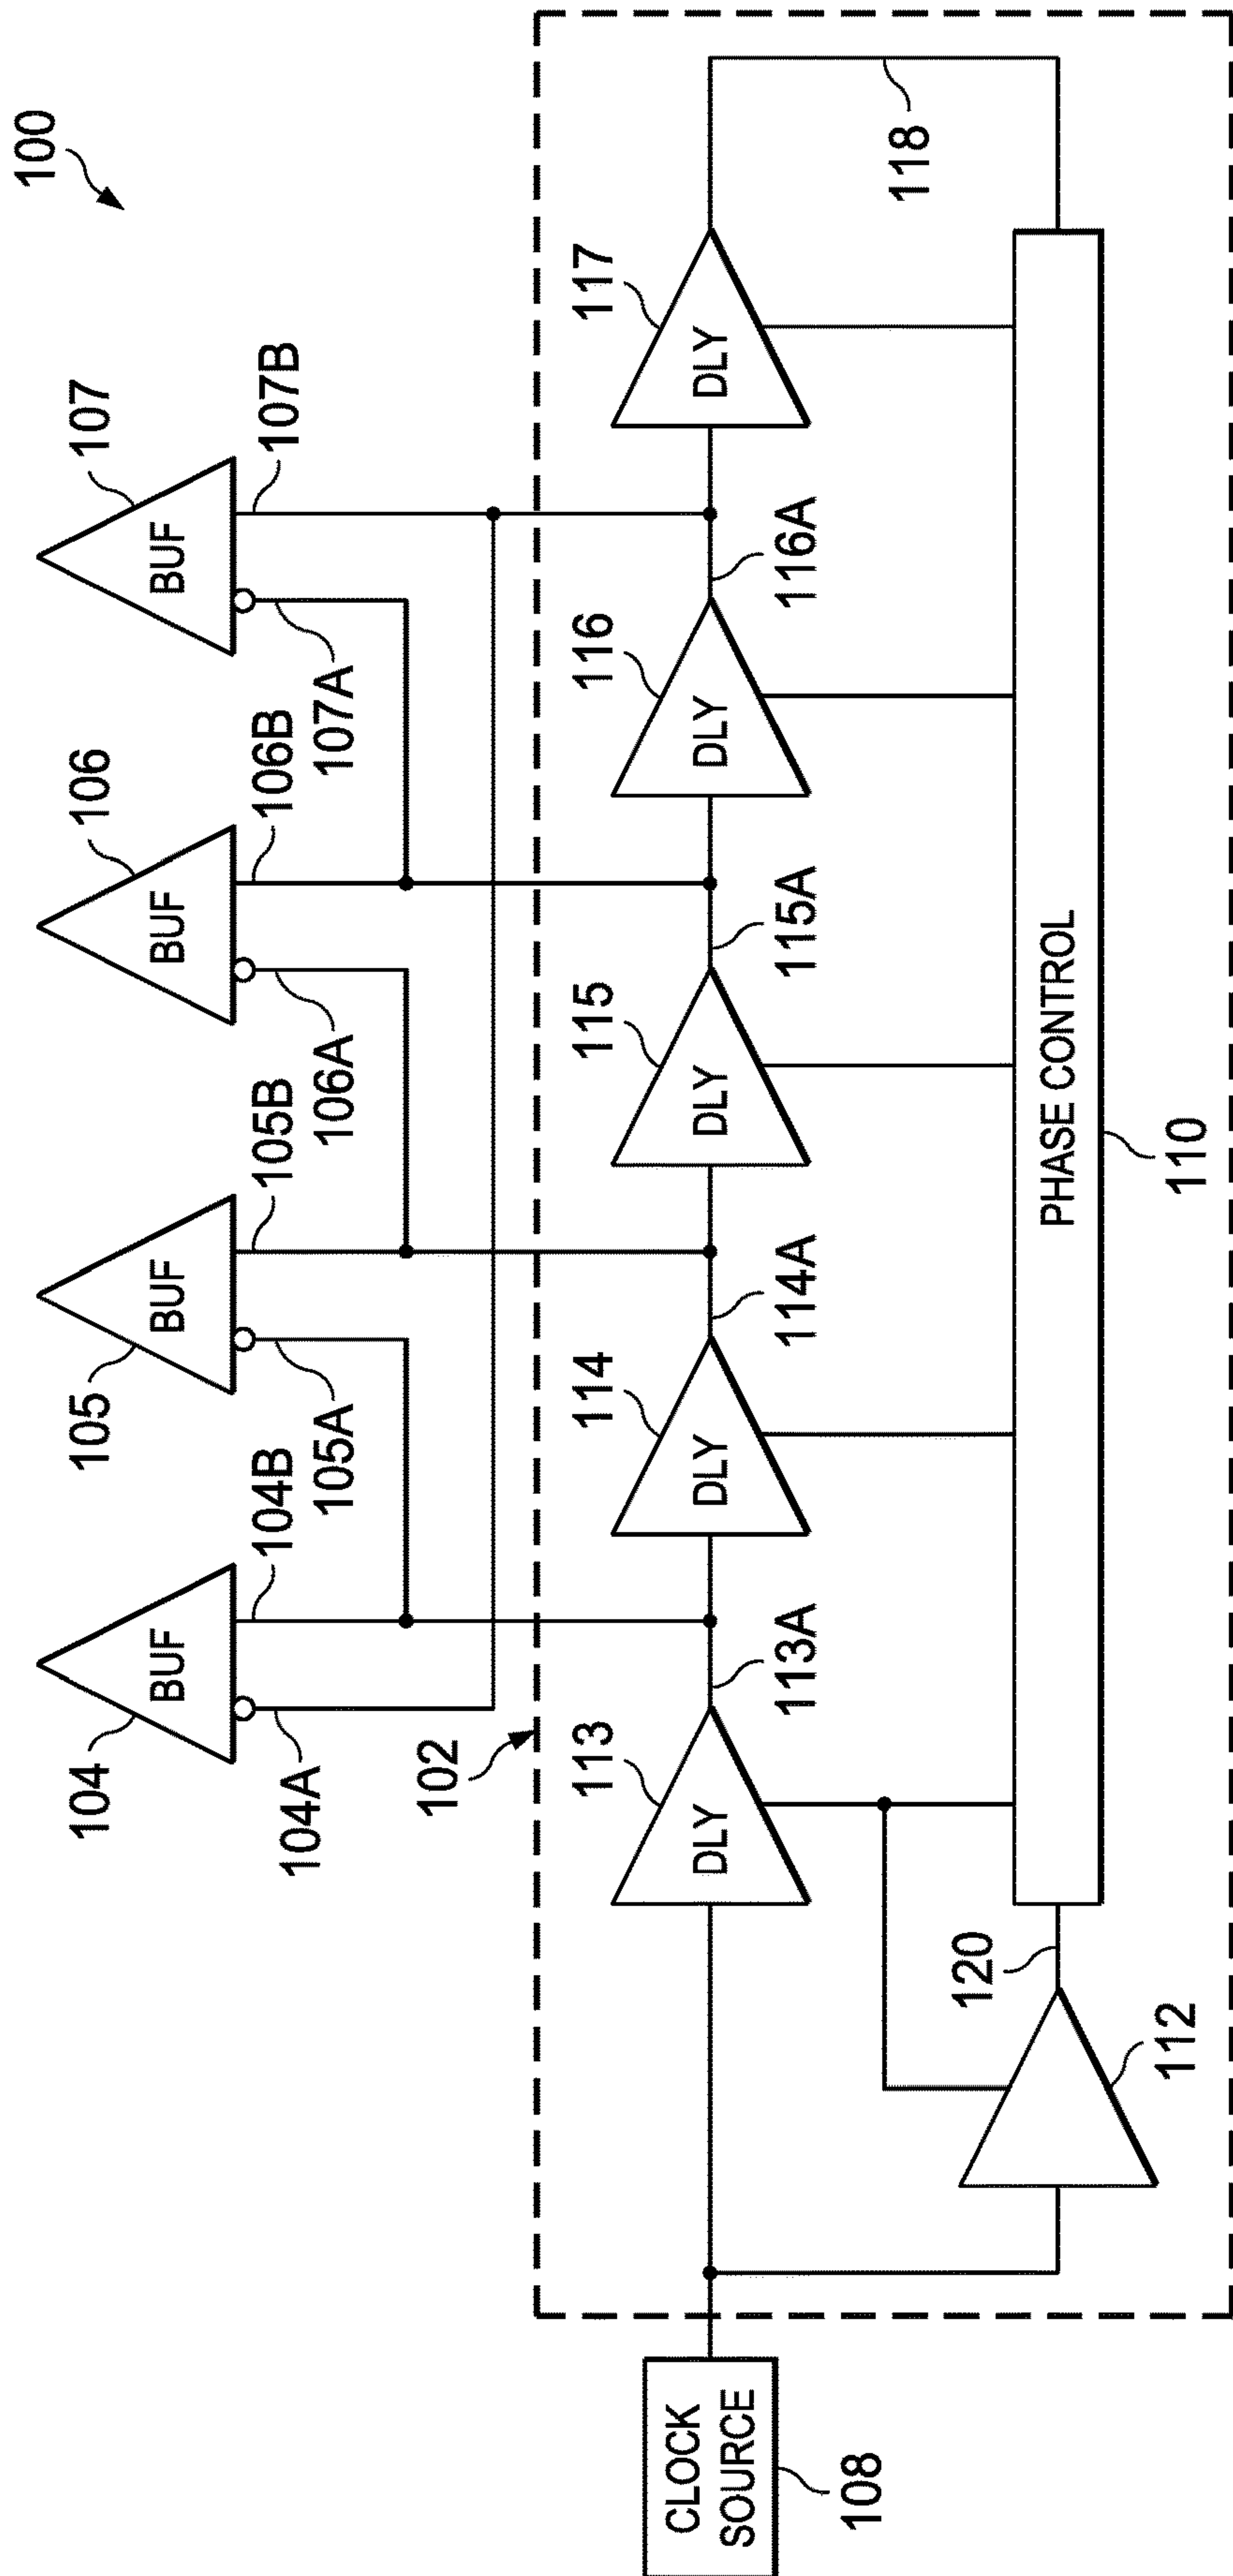 100
104
BUF
104A
104B
105
BUF
105A
105B
106
BUF
106A
106B
107
BUF
107A
107B
102
113
DLY
113A
114
DLY
114A
115
DLY
115A
116
DLY
116A
117
DLY
118
CLOCK
SOURCE
108
112
120
PHASE CONTROL
110